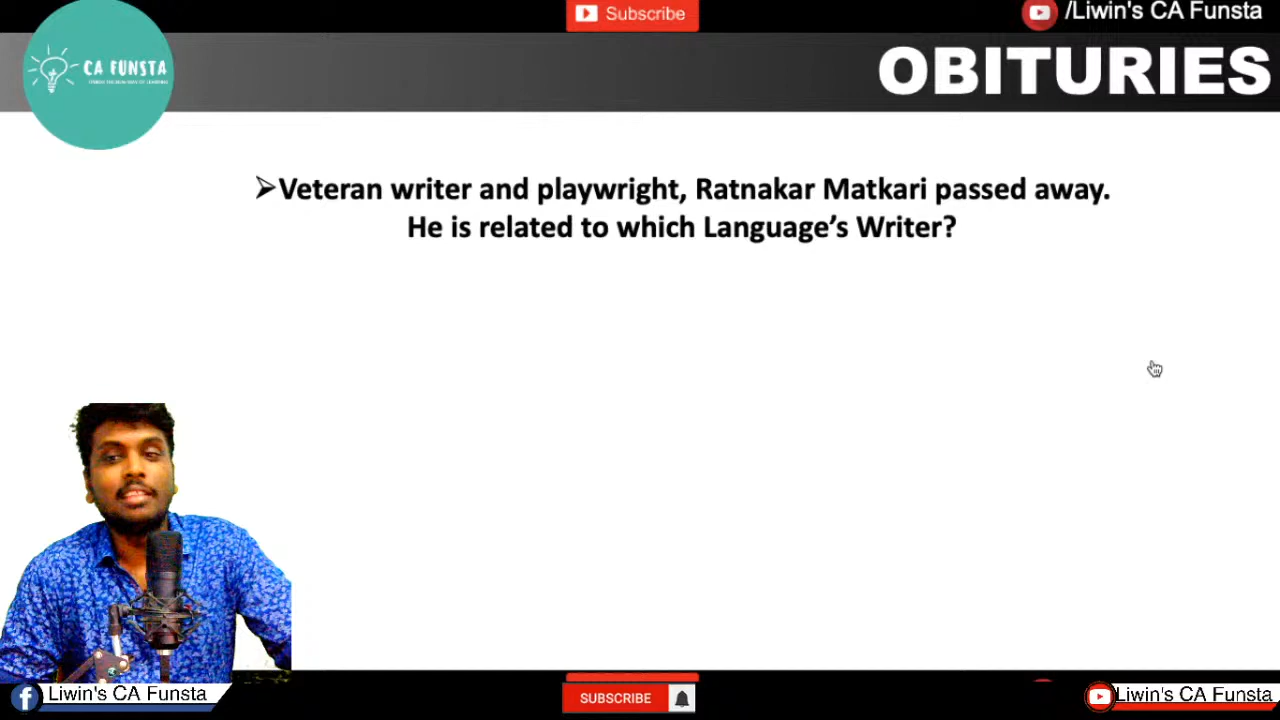 Subscribe
/Liwin's CA Funsta
CA FUNSTA
OBITURIES
➢Veteran writer and playwright, Ratnakar Matkari passed away.
He is related to which Language’s Writer?
Liwin's CA Funsta
SUBSCRIBE
Liwin's CA Funsta